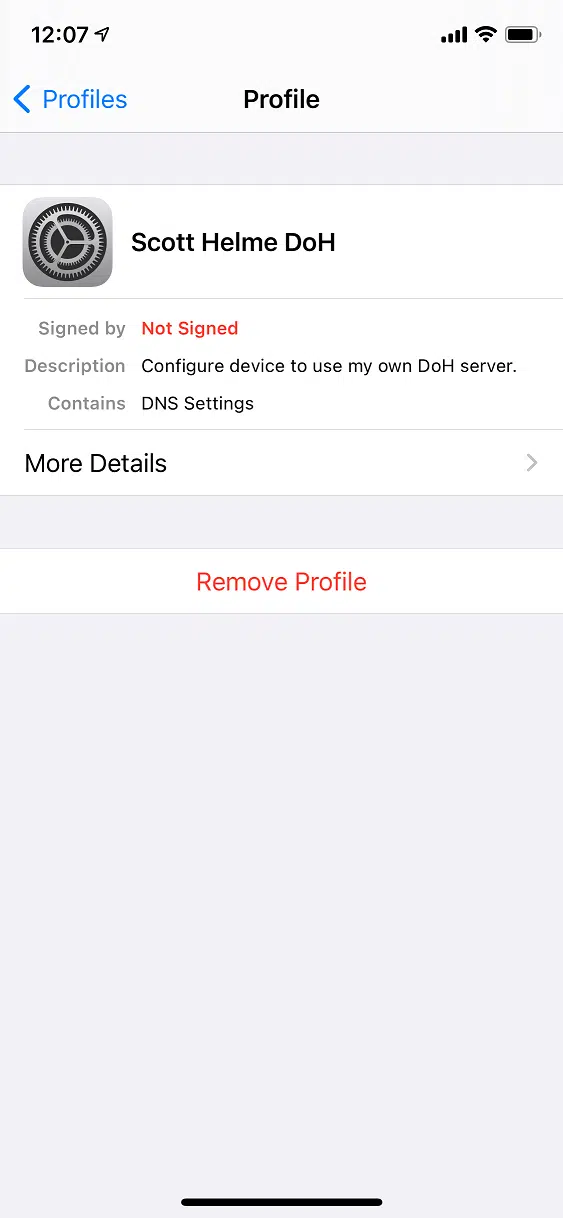 12:07
Profiles
Profile
Scott Helme DoH
Signed by Not Signed
Description Configure device to use my own DoH server.
Contains DNS Settings
More Details
Remove Profile